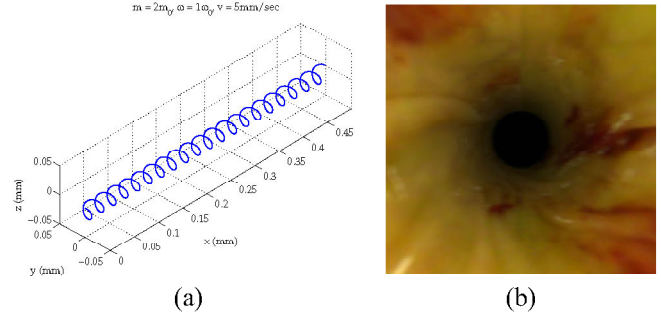 m = 2m₀, ω = 1ω₀, v = 5mm/sec
0.05
0
−0.05
z (mm)
0.05
0
−0.05
y (mm)
0
0.05
0.1
0.15
0.2
0.25
0.3
0.35
0.4
0.45
x (mm)
(a)
(b)